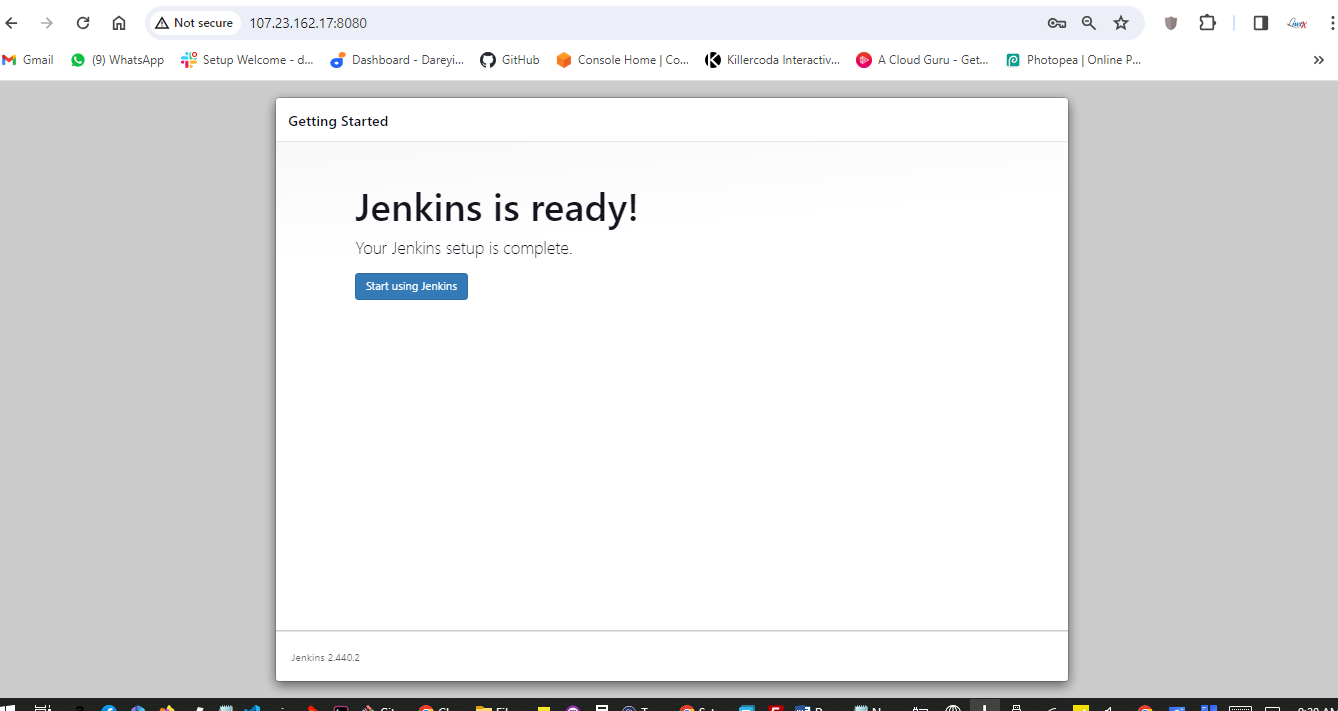 Not secure 107.23.162.17:8080
Gmail (9) WhatsApp Setup Welcome - d... Dashboard - Dareyi... GitHub Console Home | Co... Killercoda Interactiv... A Cloud Guru - Get... Photopea | Online P...
Getting Started
Jenkins is ready!
Your Jenkins setup is complete.
Start using Jenkins
Jenkins 2.440.2